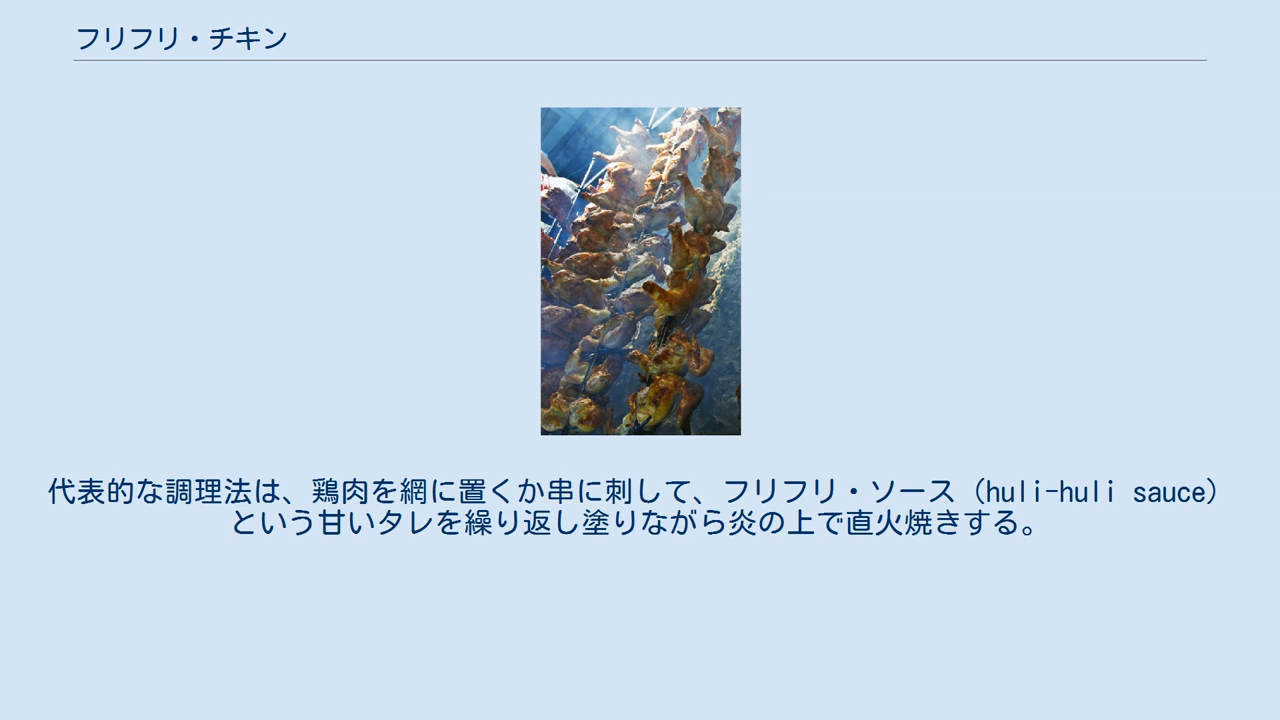 フリフリ・チキン
代表的な調理法は、鶏肉を網に置くか串に刺して、フリフリ・ソース（huli-huli sauce）
という甘いタレを繰り返し塗りながら炎の上で直火焼きする。